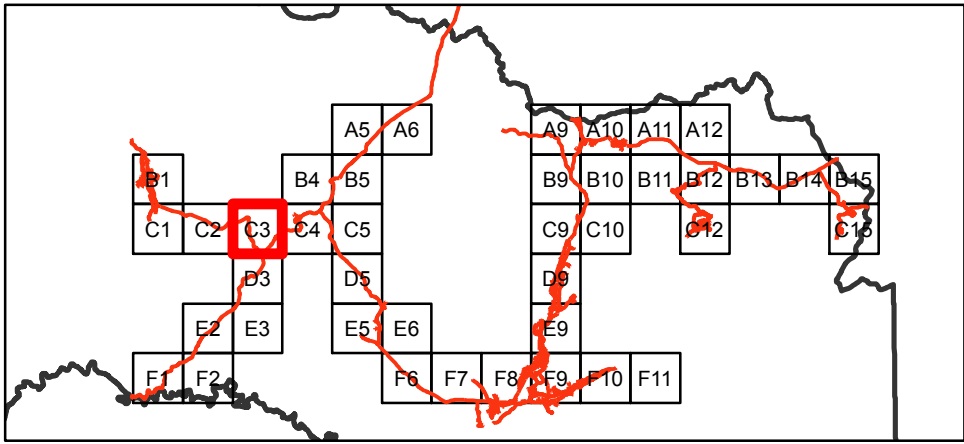 A5 A6 A9 A10 A11 A12
B1 B4 B5 B9 B10 B11 B12 B13 B14 B15
C1 C2 C3 C4 C5 C9 C10 C12 C15
D3 D5 D9
E2 E3 E5 E6 E9
F1 F2 F6 F7 F8 F9 F10 F11